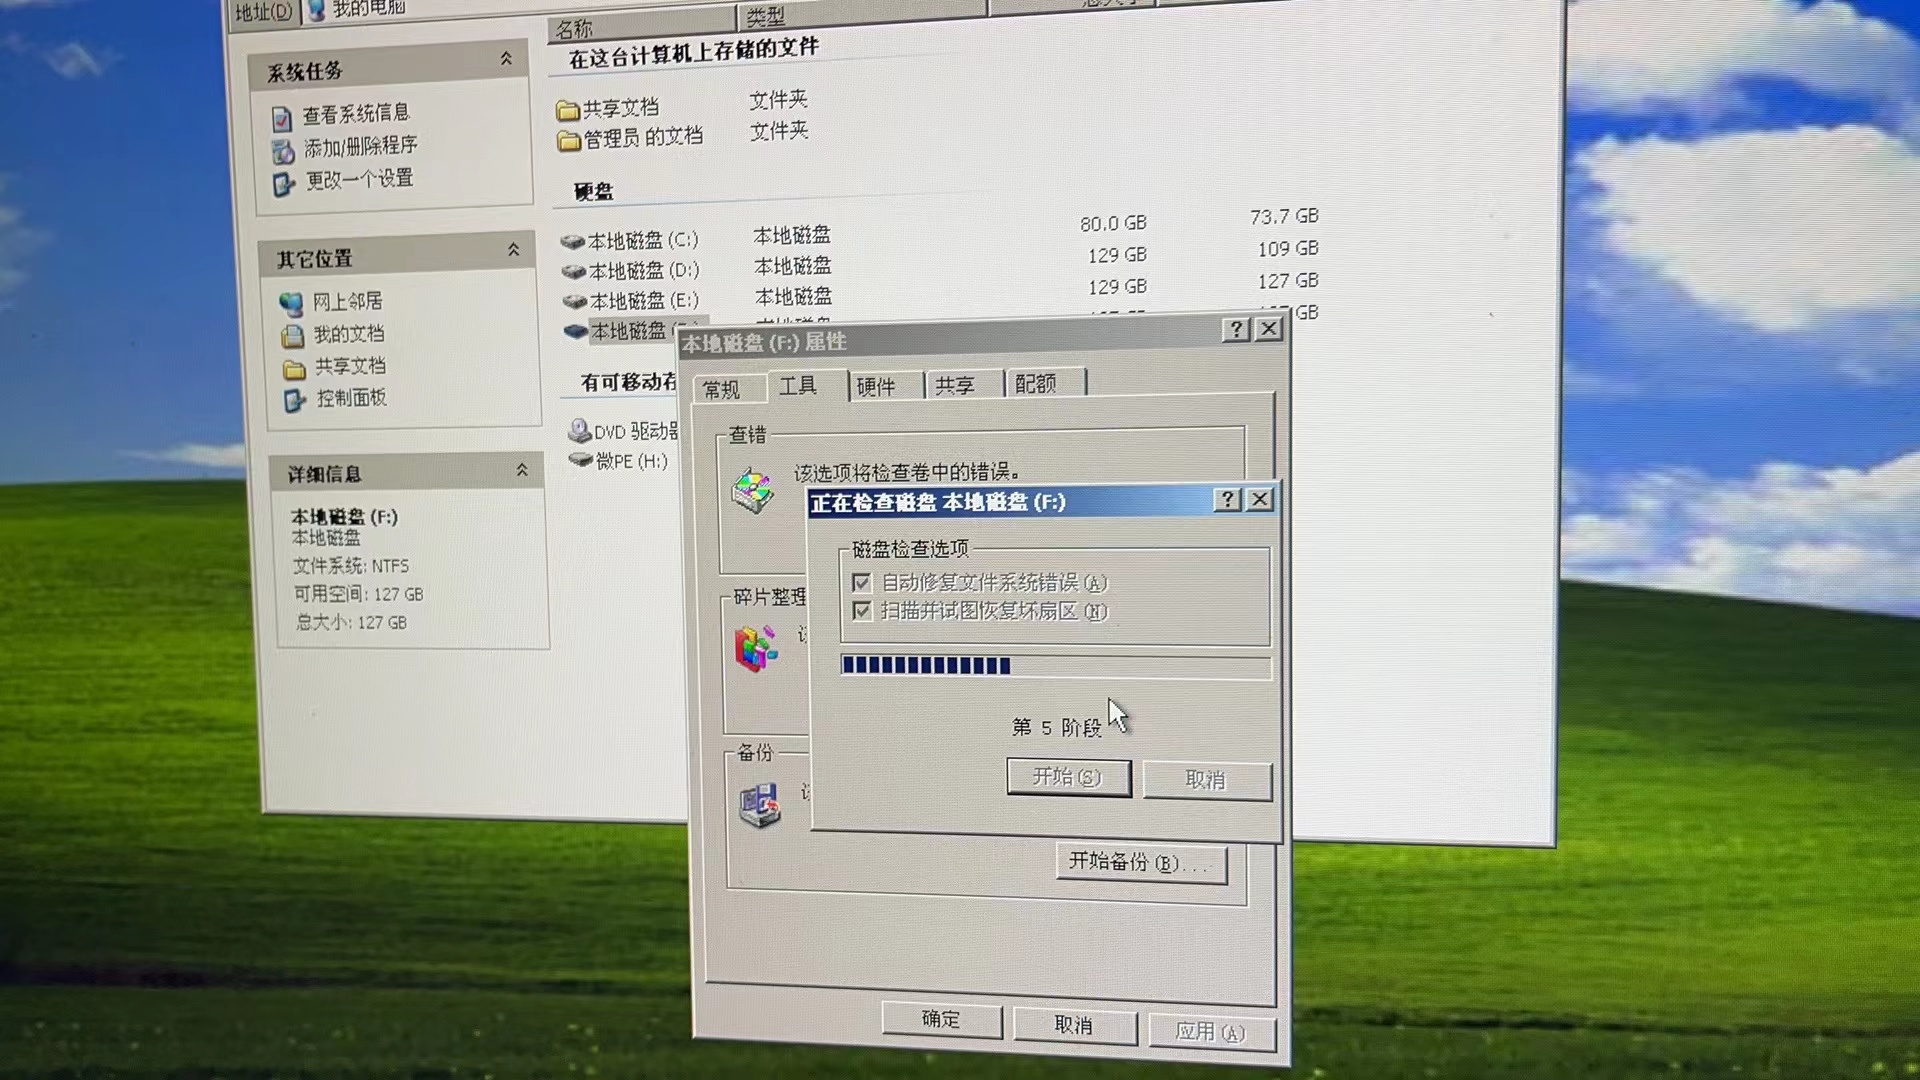 地址(D) 我的电脑
名称 类型
系统任务
查看系统信息
添加/删除程序
更改一个设置
其它位置
网上邻居
我的文档
共享文档
控制面板
详细信息
本地磁盘 (F:)
本地磁盘
文件系统: NTFS
可用空间: 127 GB
总大小: 127 GB
在这台计算机上存储的文件
共享文档 文件夹
管理员 的文档 文件夹
硬盘
本地磁盘 (C:) 本地磁盘 80.0 GB 73.7 GB
本地磁盘 (D:) 本地磁盘 129 GB 109 GB
本地磁盘 (E:) 本地磁盘 129 GB 127 GB
本地磁盘 GB
有可移动存
DVD 驱动器
微PE (H:)
本地磁盘 (F:) 属性
常规 工具 硬件 共享 配额
查错
该选项将检查卷中的错误。
碎片整理
备份
开始备份(B)...
确定 取消 应用(A)
正在检查磁盘 本地磁盘 (F:)
磁盘检查选项
自动修复文件系统错误(A)
扫描并试图恢复坏扇区(N)
第 5 阶段
开始(S) 取消